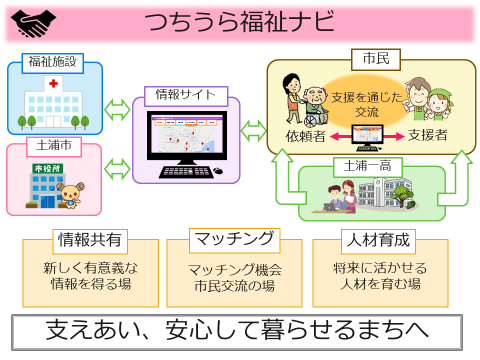 つちうら福祉ナビ
福祉施設
土浦市
市役所
情報サイト
市民
支援を通じた
交流
依頼者
支援者
土浦一高
情報共有
新しく有意義な
情報を得る場
マッチング
マッチング機会
市民交流の場
人材育成
将来に活かせる
人材を育む場
支えあい、安心して暮らせるまちへ